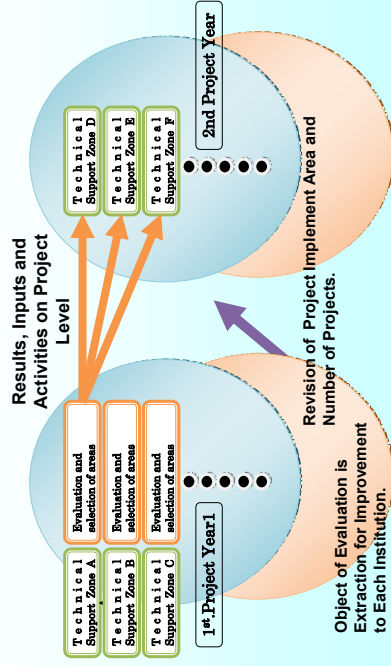 Results, Inputs and
Activities on Project
Level
Technical
Support Zone A
Evaluation and
selection of areas
Technical
Support Zone B
Evaluation and
selection of areas
Technical
Support Zone C
Evaluation and
selection of areas
1st.Project Year1
Technical
Support Zone D
Technical
Support Zone E
Technical
Support Zone F
2nd Project Year
Object of Evaluation is
Extraction for Improvement
to Each Institution.
Revision of Project Implement Area and
Number of Projects.